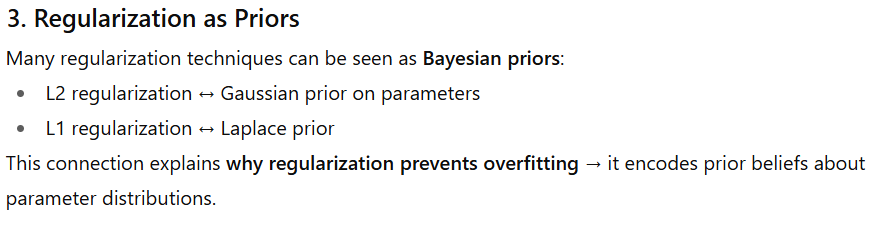 3. Regularization as Priors
Many regularization techniques can be seen as Bayesian priors:
• L2 regularization ↔ Gaussian prior on parameters
• L1 regularization ↔ Laplace prior
This connection explains why regularization prevents overfitting → it encodes prior beliefs about
parameter distributions.